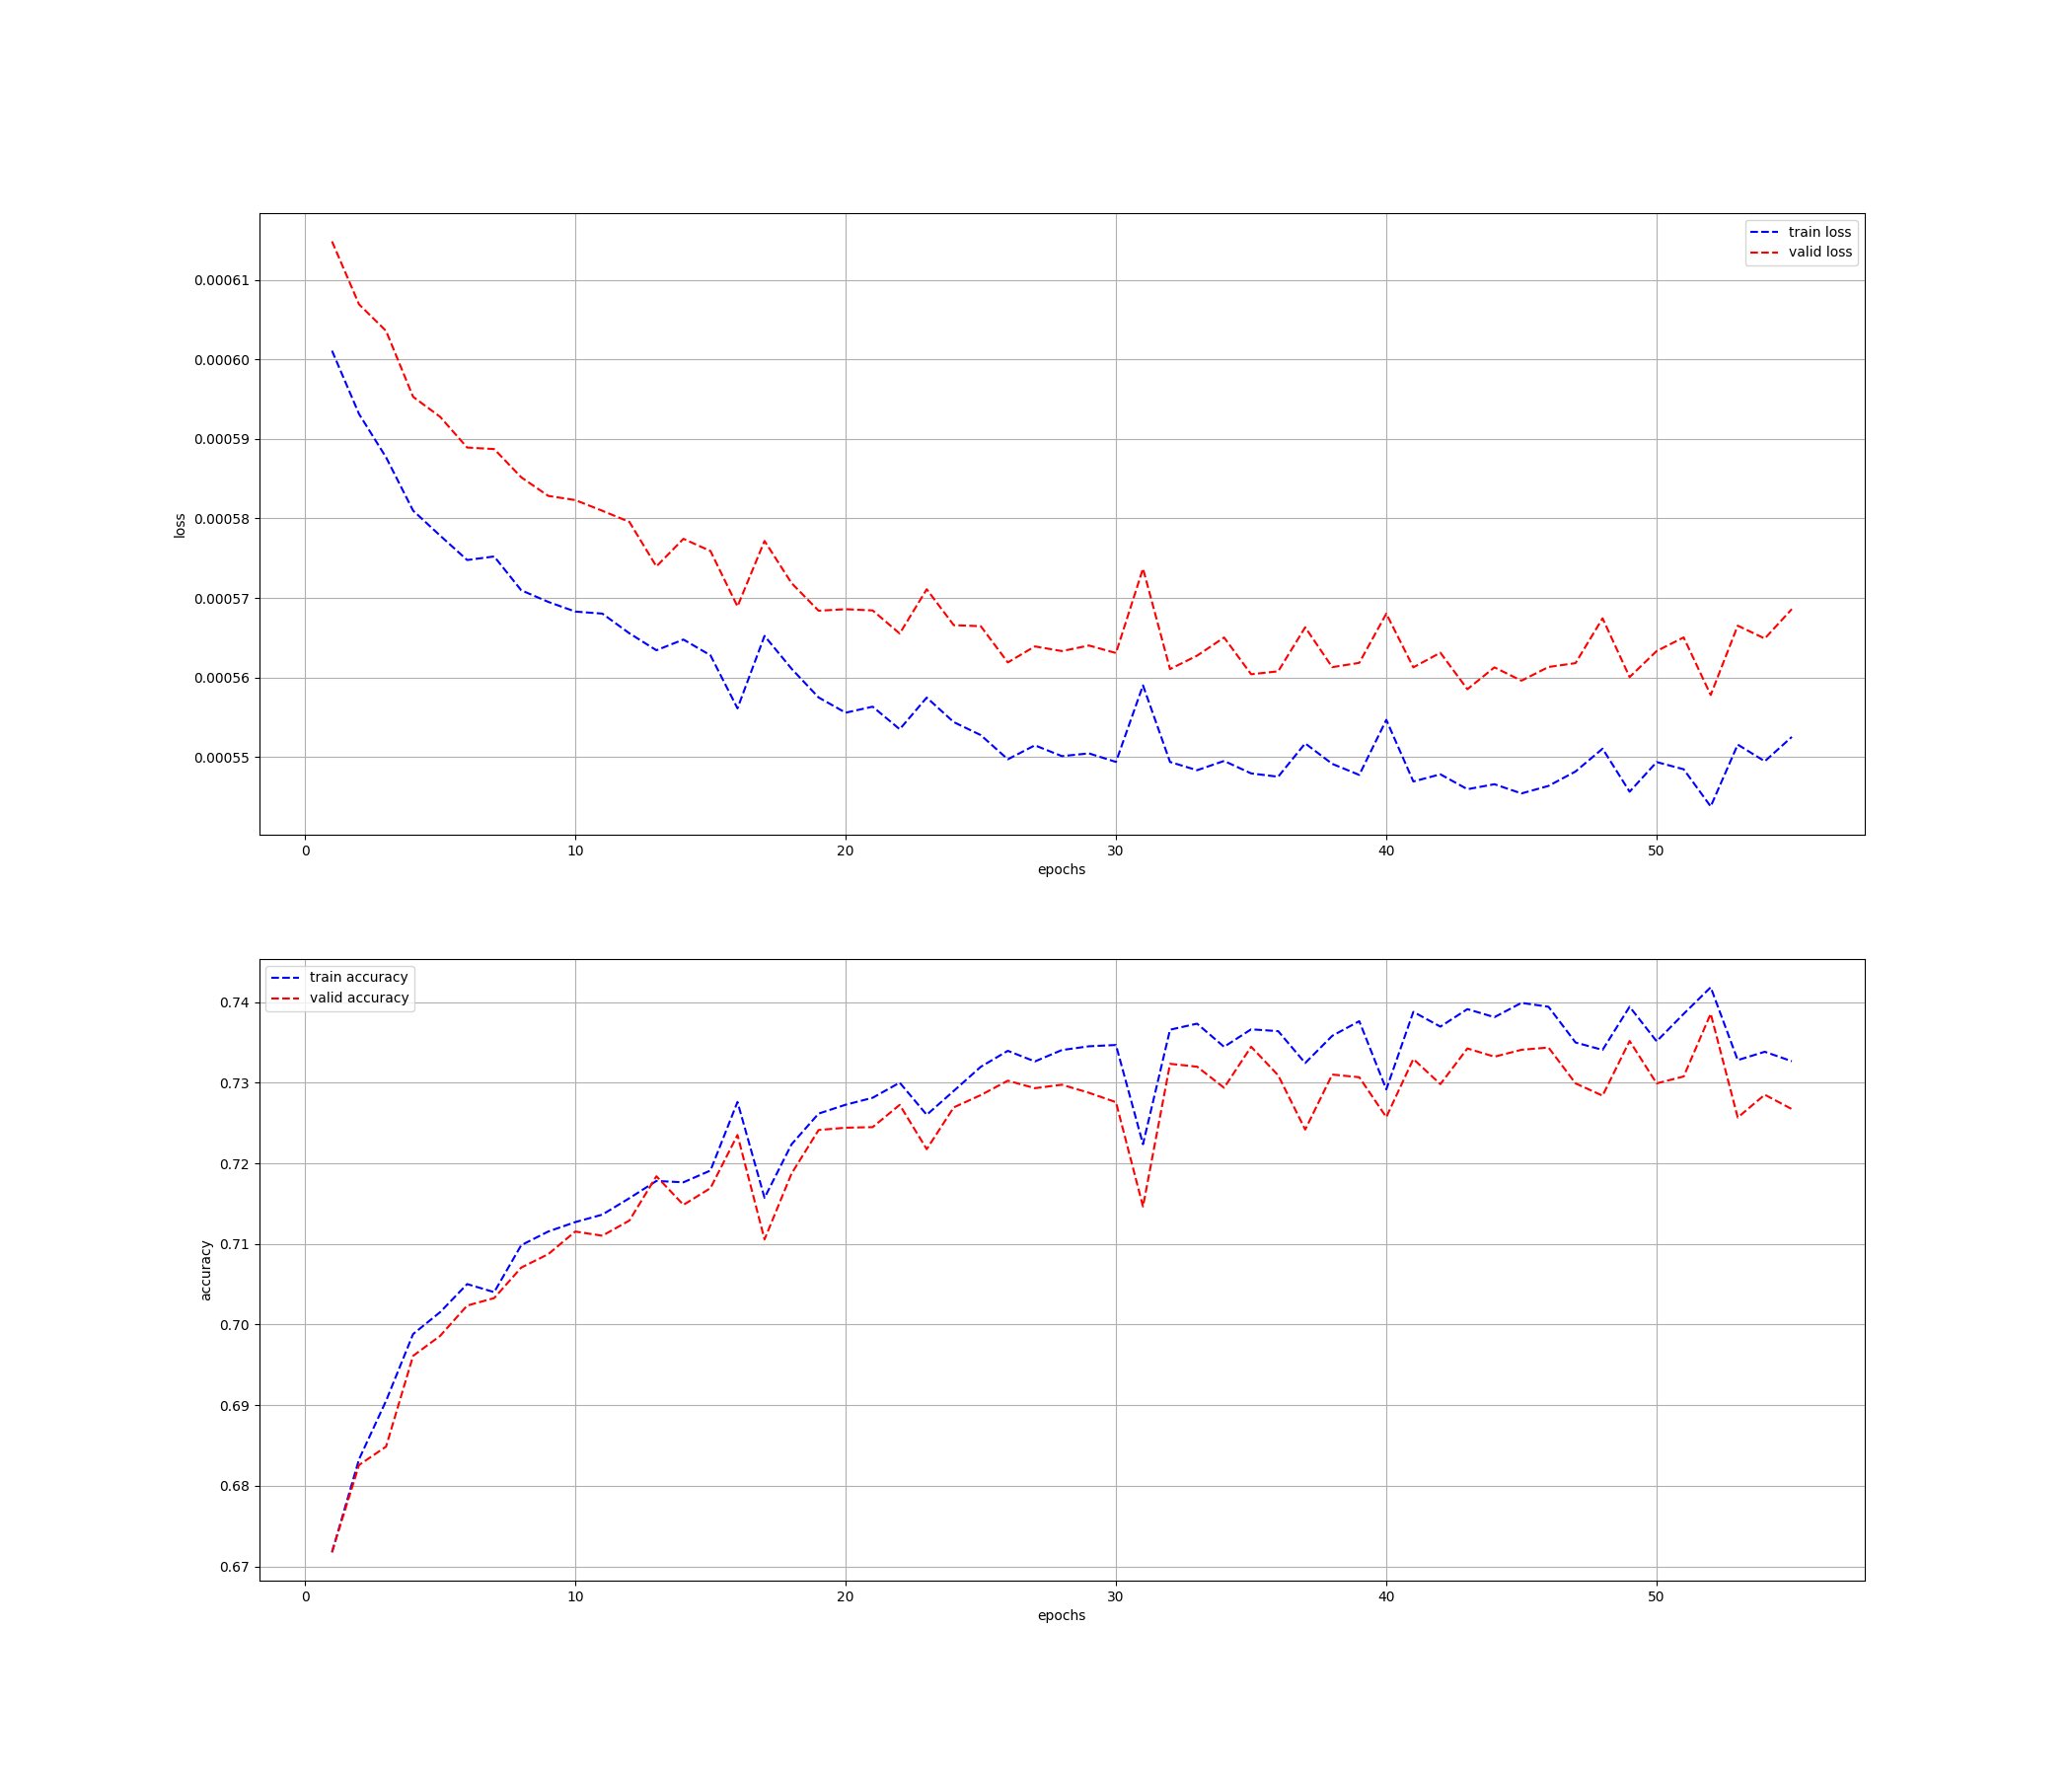 train loss
valid loss
0.00061
0.00060
0.00059
0.00058
0.00057
0.00056
0.00055
loss
0 10 20 30 40 50
epochs
train accuracy
valid accuracy
0.74
0.73
0.72
0.71
0.70
0.69
0.68
0.67
accuracy
0 10 20 30 40 50
epochs